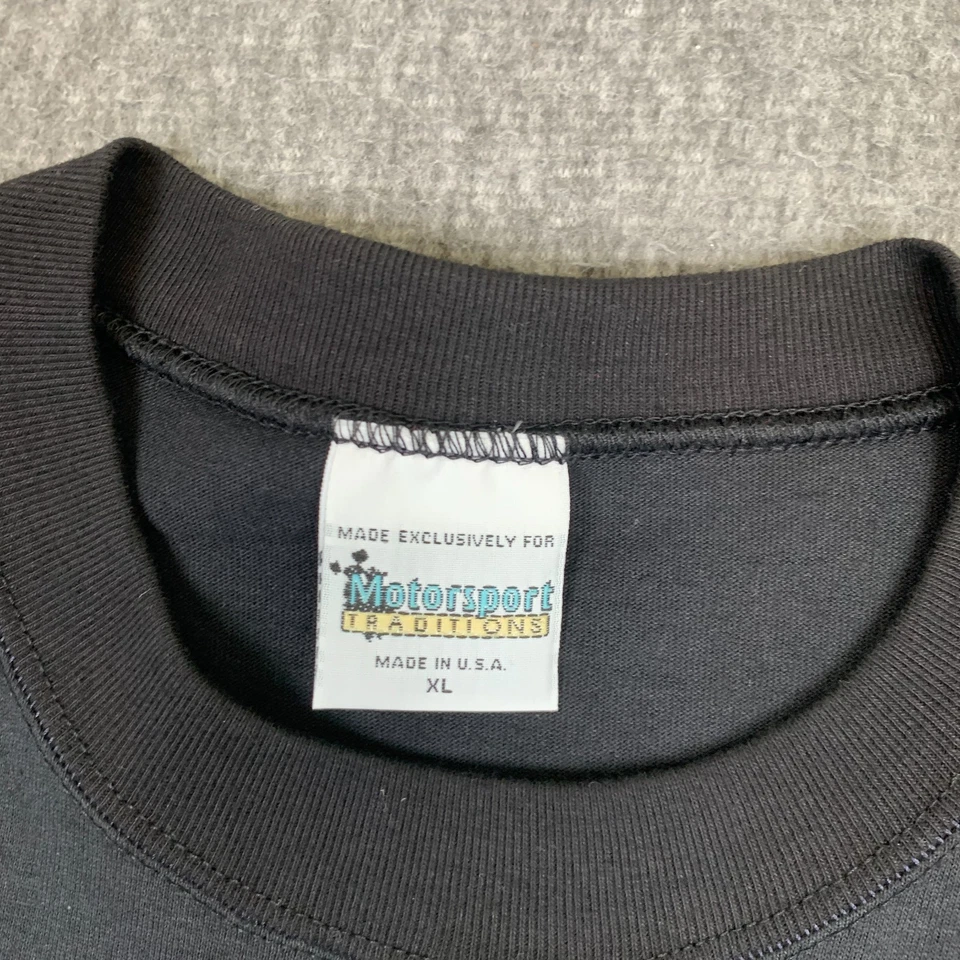 MADE EXCLUSIVELY FOR
Motorsport
TRADITIONS
MADE IN U.S.A.
XL